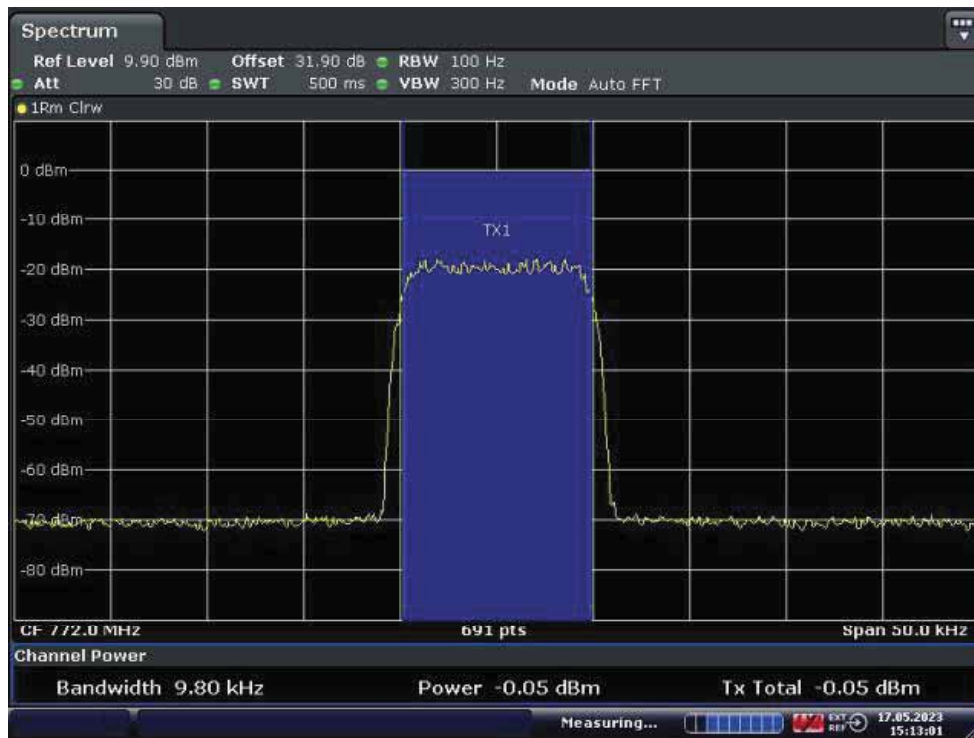 Spectrum
Ref Level 9.90 dBm Offset 31.90 dB RBW 100 Hz
Att 30 dB SWT 500 ms VBW 300 Hz Mode Auto FFT
1Rm Clrw
0 dBm
-10 dBm
TX1
-20 dBm
-30 dBm
-40 dBm
-50 dBm
-60 dBm
-70 dBm
-80 dBm
CF 772.0 MHz 691 pts Span 50.0 kHz
Channel Power
Bandwidth 9.80 kHz Power -0.05 dBm Tx Total -0.05 dBm
Measuring... EXT REF 17.05.2023
15:13:01